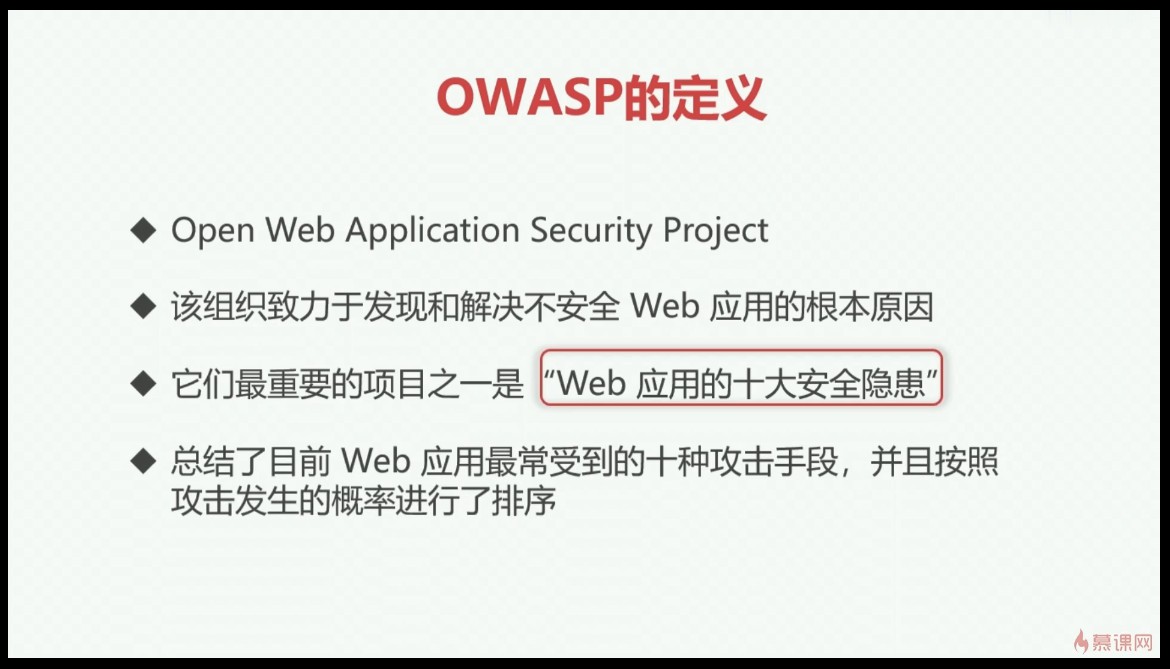 OWASP的定义
◆ Open Web Application Security Project
◆ 该组织致力于发现和解决不安全 Web 应用的根本原因
◆ 它们最重要的项目之一是 “Web 应用的十大安全隐患”
◆ 总结了目前 Web 应用最常受到的十种攻击手段，并且按照
攻击发生的概率进行了排序
慕课网